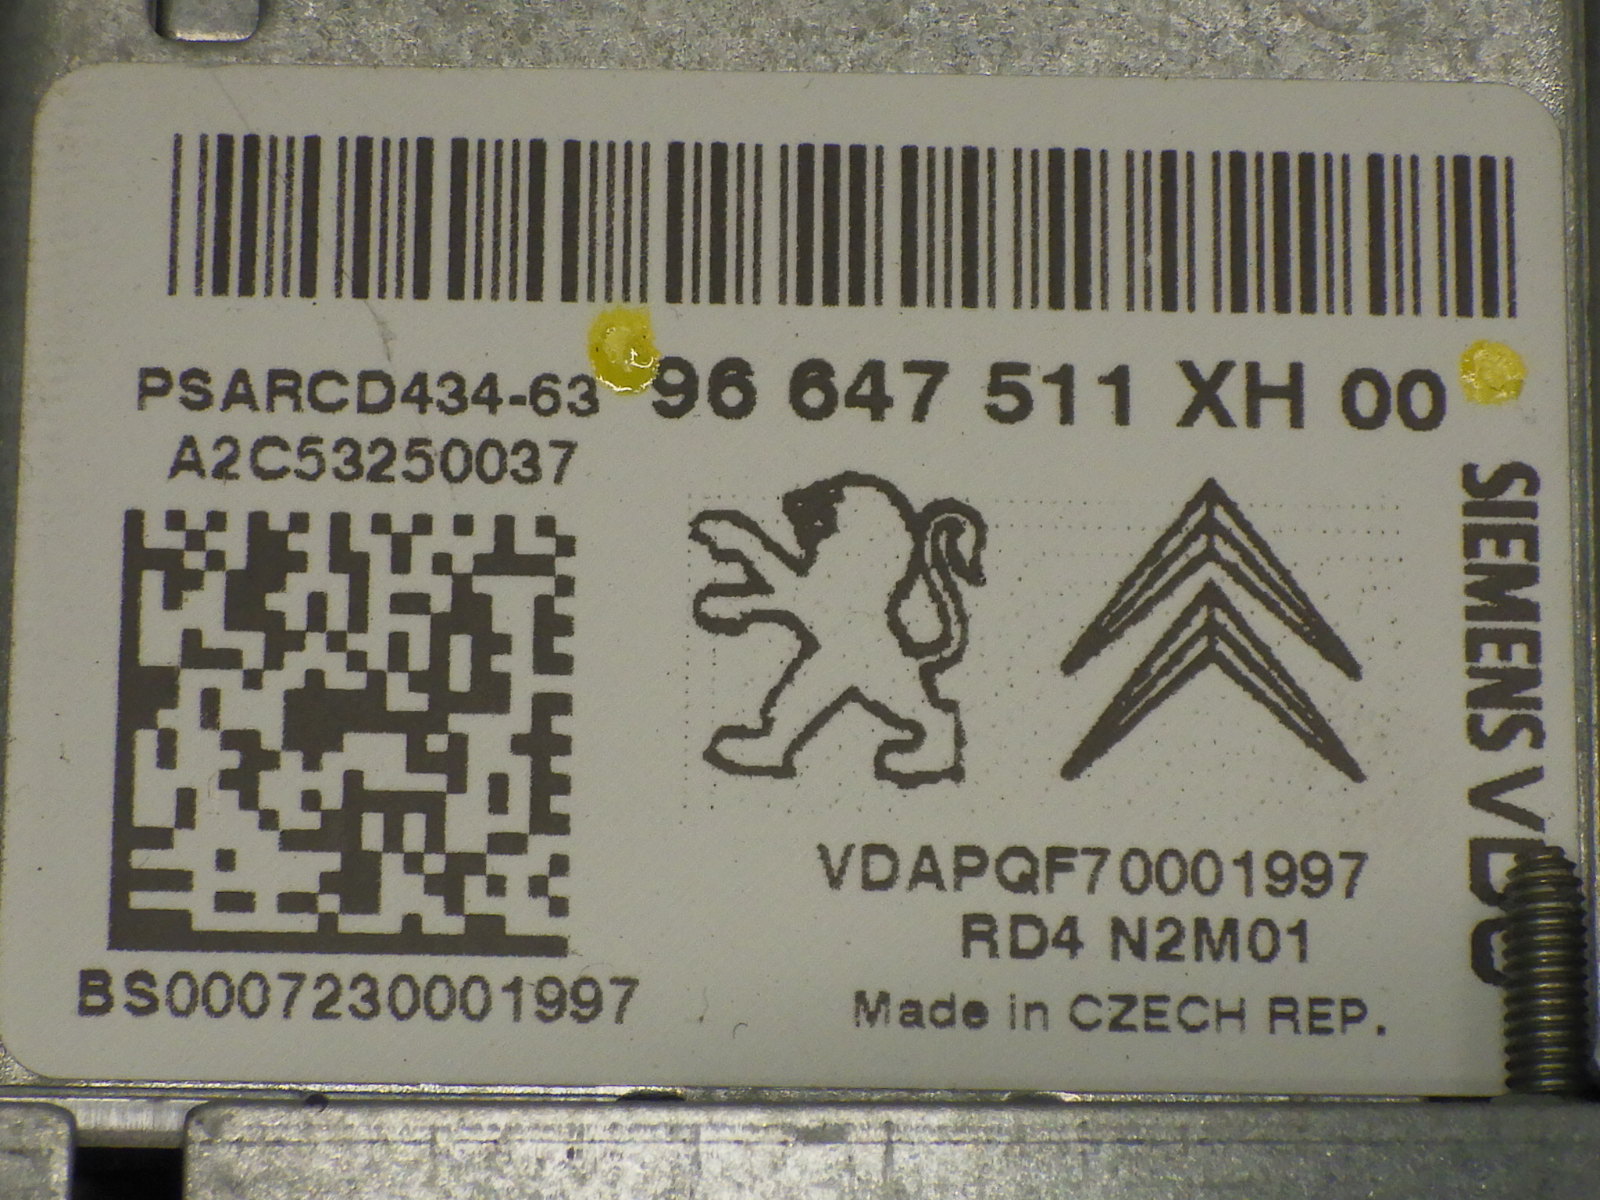 PSARCD434-63
96 647 511 XH 00
A2C53250037
SIEMENS VDO
VDAPQF70001997
RD4 N2M01
BS0007230001997
Made in CZECH REP.